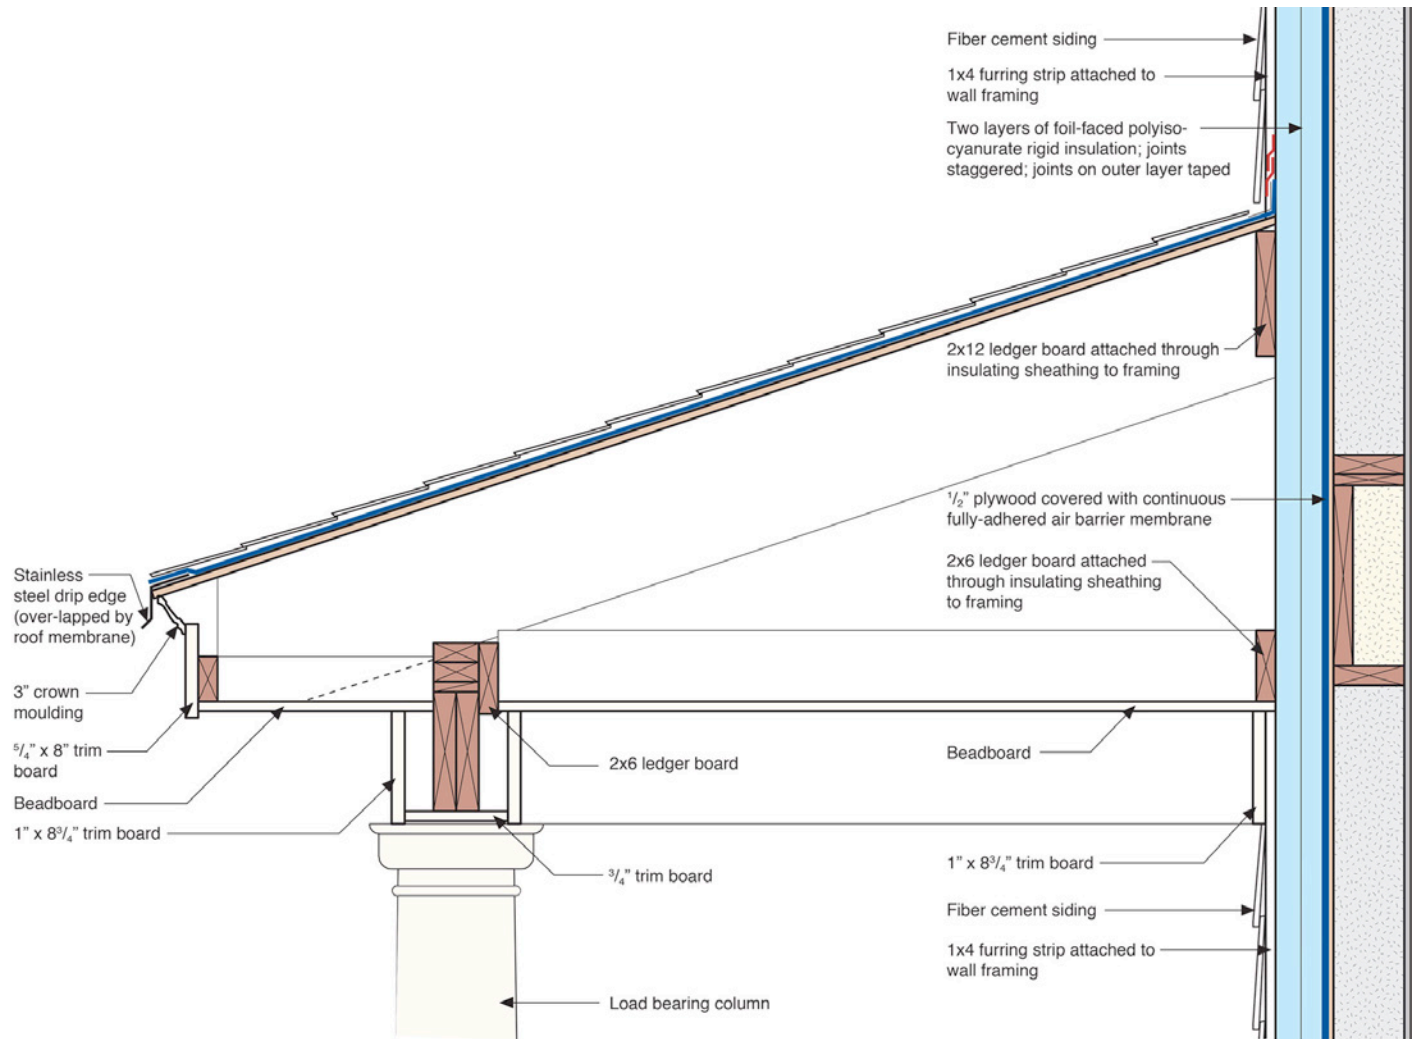 Fiber cement siding
1x4 furring strip attached to
wall framing
Two layers of foil-faced polyiso-
cyanurate rigid insulation; joints
staggered; joints on outer layer taped
2x12 ledger board attached through
insulating sheathing to framing
1/2” plywood covered with continuous
fully-adhered air barrier membrane
2x6 ledger board attached
through insulating sheathing
to framing
Stainless
steel drip edge
(over-lapped by
roof membrane)
3” crown
moulding
5/4” x 8” trim
board
Beadboard
1” x 83/4” trim board
2x6 ledger board
3/4” trim board
Load bearing column
Beadboard
1” x 83/4” trim board
Fiber cement siding
1x4 furring strip attached to
wall framing